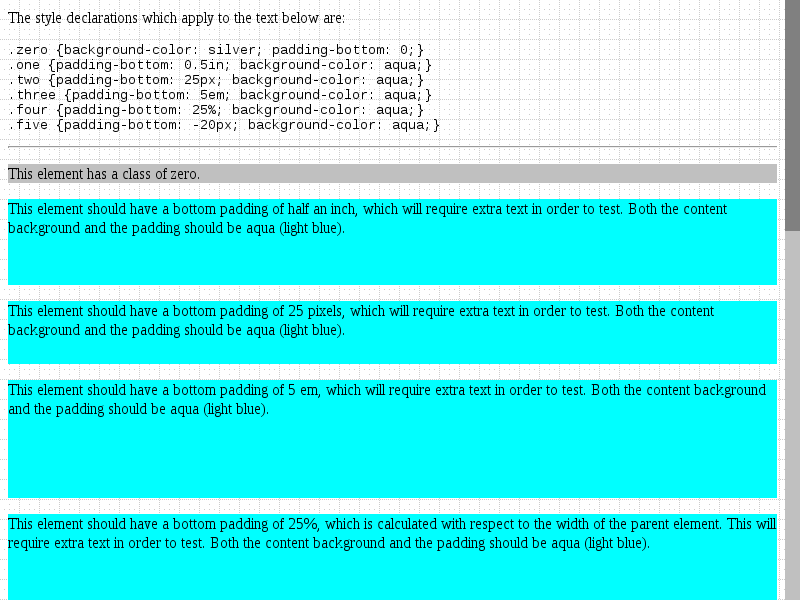 The style declarations which apply to the text below are:
.zero {background-color: silver; padding-bottom: 0;}
.one {padding-bottom: 0.5in; background-color: aqua;}
.two {padding-bottom: 25px; background-color: aqua;}
.three {padding-bottom: 5em; background-color: aqua;}
.four {padding-bottom: 25%; background-color: aqua;}
.five {padding-bottom: -20px; background-color: aqua;}
This element has a class of zero.
This element should have a bottom padding of half an inch, which will require extra text in order to test. Both the content
background and the padding should be aqua (light blue).
This element should have a bottom padding of 25 pixels, which will require extra text in order to test. Both the content
background and the padding should be aqua (light blue).
This element should have a bottom padding of 5 em, which will require extra text in order to test. Both the content background
and the padding should be aqua (light blue).
This element should have a bottom padding of 25%, which is calculated with respect to the width of the parent element. This will
require extra text in order to test. Both the content background and the padding should be aqua (light blue).